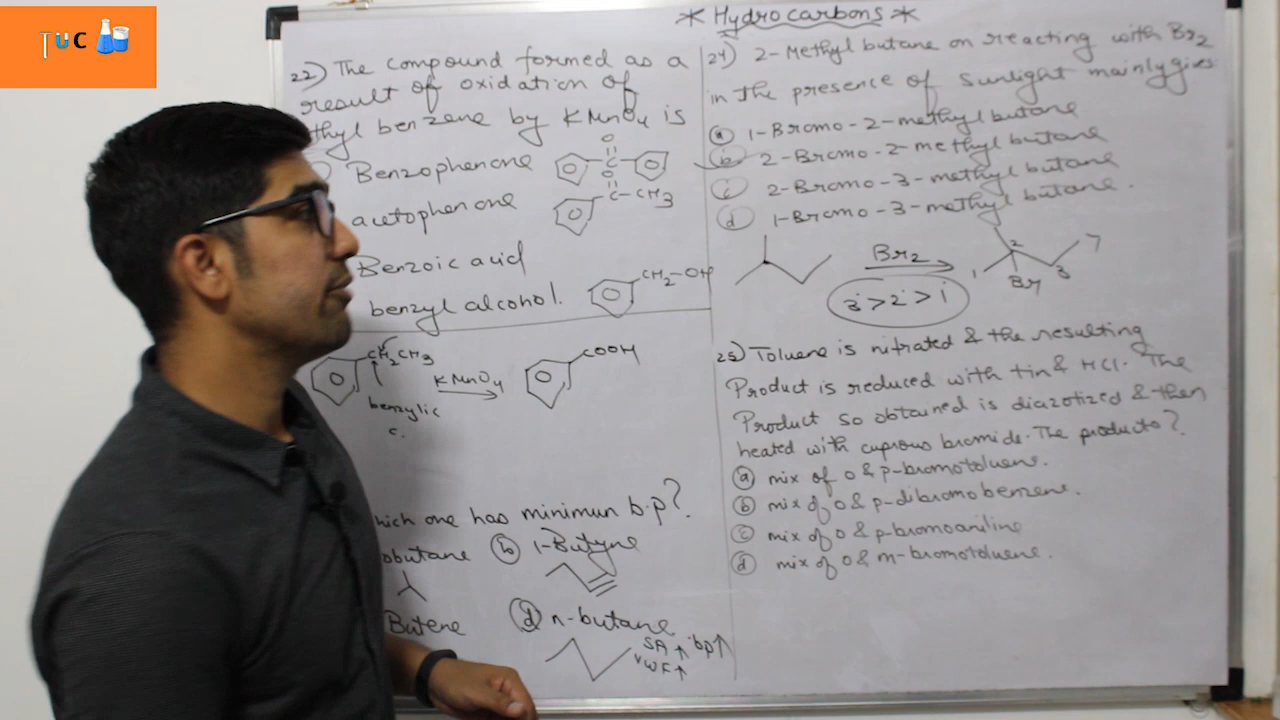 TUC
* Hydrocarbons *
22) The compound formed as a
result of oxidation of
thyl benzene by KMnO4 is
Benzophenone
O
C
O
acetophenone
C-CH3
Benzoic acid
benzyl alcohol.
CH2-OH
CH2CH3
KMnO4
COOH
benzylic
c.
hich one has minimun b.p?
obutane
(b) 1-Butyne
Butene
(d) n-butane
SA↑ bp↑
VWF↑
24) 2-Methyl butane on reacting with Br2
in the presence of sunlight mainly gives
(a) 1-Bromo-2-methyl butane
(b) 2-Bromo-2 methyl butane
(c) 2-Bromo-3-methyl butane
(d) 1-Bromo-3-methyl butane.
Br2
3° > 2° > 1°
1
2
Br
3
25) Toluene is nitrated & the resulting
Product is reduced with tin & HCl. The
Product so obtained is diazotized & then
heated with cuprous bromide. The products?
(a) mix of o & p-bromotoluene.
(b) mix of o & p-dibromobenzene.
(c) mix of o & p-bromoaniline
(d) mix of o & m-bromotoluene.